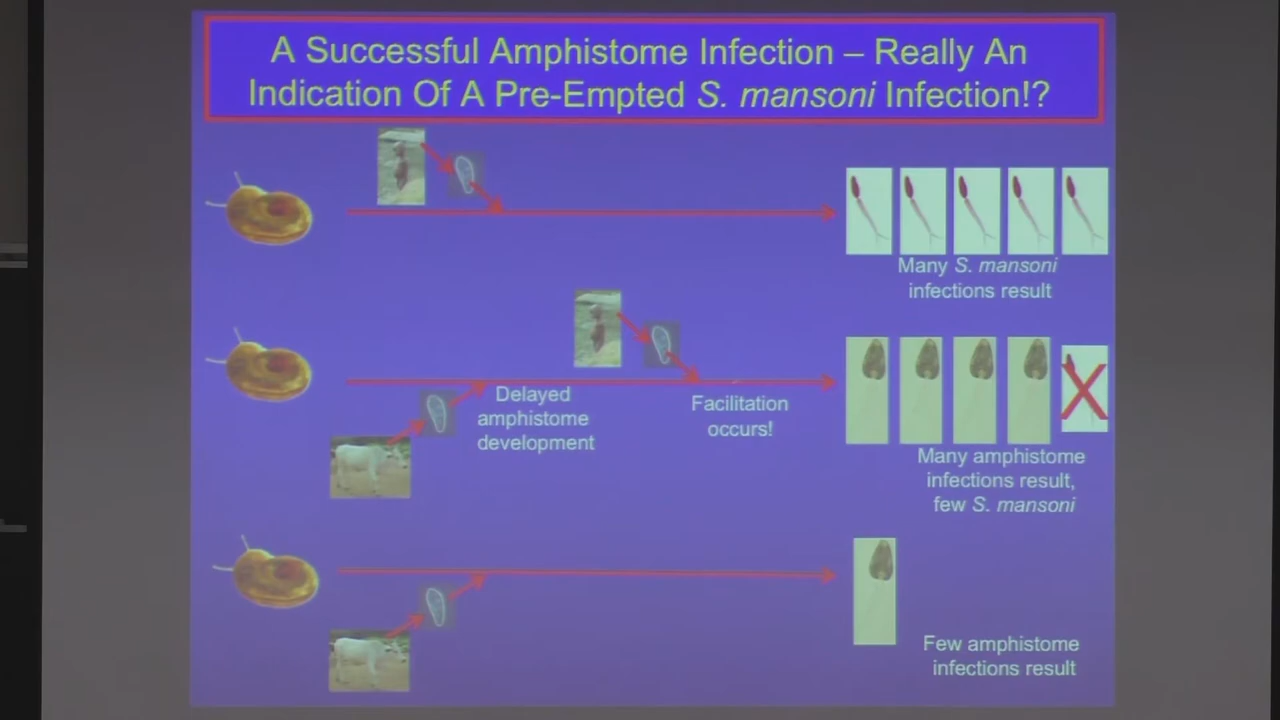 A Successful Amphistome Infection – Really An
Indication Of A Pre-Empted S. mansoni Infection!?
Many S. mansoni
infections result
Delayed
amphistome
development
Facilitation
occurs!
Many amphistome
infections result,
few S. mansoni
Few amphistome
infections result